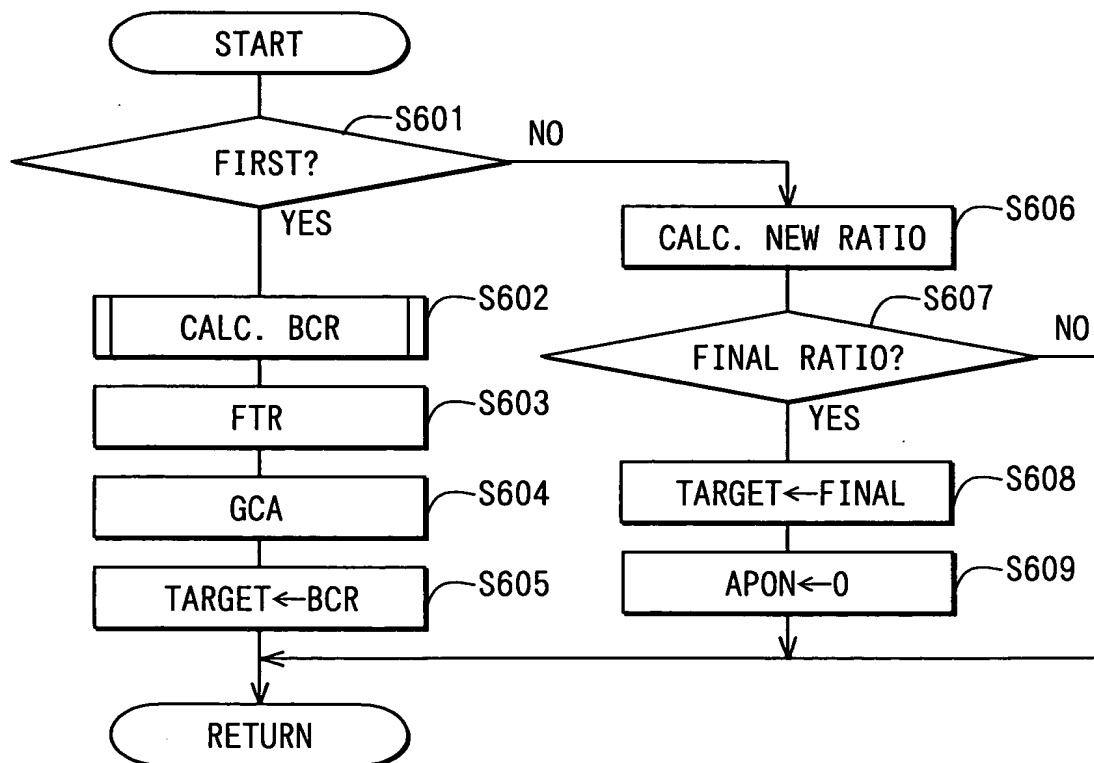 START
S601
FIRST?
NO
YES
CALC. BCR
S602
FTR
S603
GCA
S604
TARGET←BCR
S605
CALC. NEW RATIO
S606
S607
FINAL RATIO?
NO
YES
TARGET←FINAL
S608
APON←0
S609
RETURN